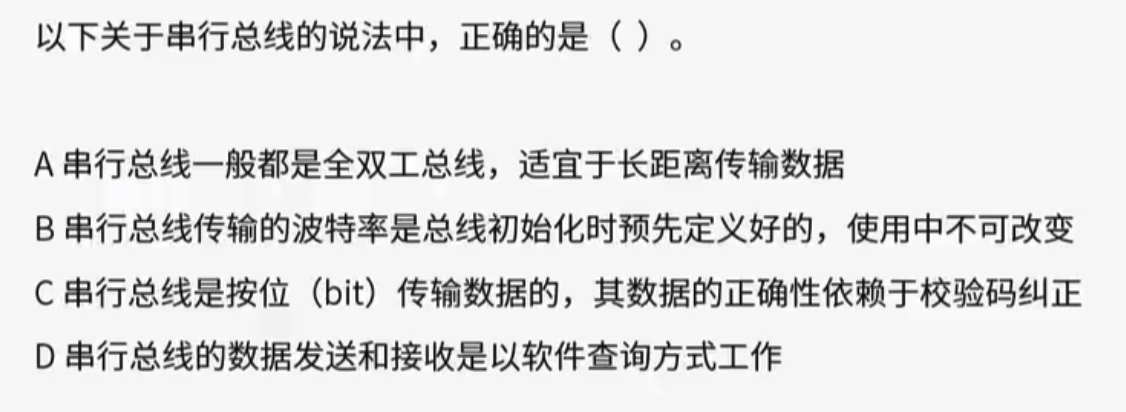 以下关于串行总线的说法中，正确的是（ ）。
A 串行总线一般都是全双工总线，适宜于长距离传输数据
B 串行总线传输的波特率是总线初始化时预先定义好的，使用中不可改变
C 串行总线是按位（bit）传输数据的，其数据的正确性依赖于校验码纠正
D 串行总线的数据发送和接收是以软件查询方式工作